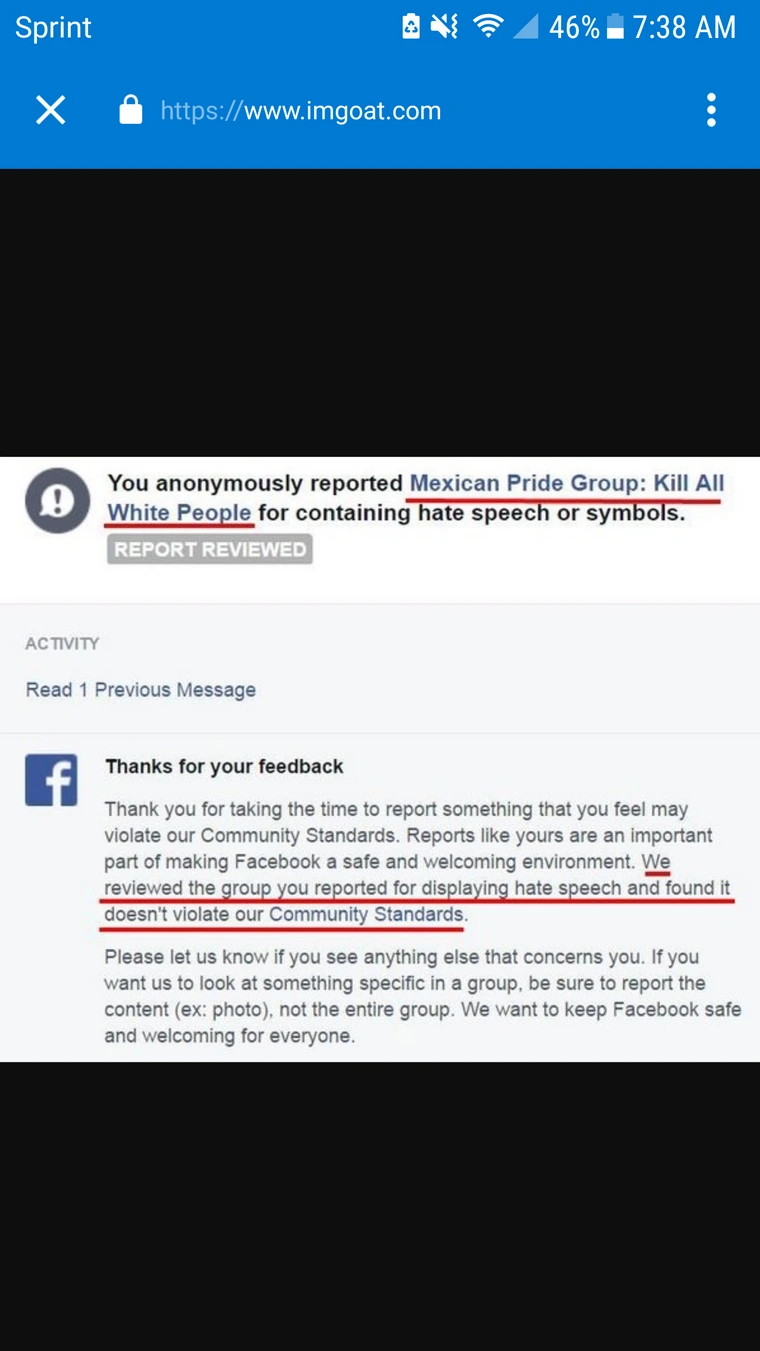 Sprint 46% 7:38 AM
https://www.imgoat.com
You anonymously reported Mexican Pride Group: Kill All
White People for containing hate speech or symbols.
REPORT REVIEWED
ACTIVITY
Read 1 Previous Message
Thanks for your feedback
Thank you for taking the time to report something that you feel may
violate our Community Standards. Reports like yours are an important
part of making Facebook a safe and welcoming environment. We
reviewed the group you reported for displaying hate speech and found it
doesn't violate our Community Standards.
Please let us know if you see anything else that concerns you. If you
want us to look at something specific in a group, be sure to report the
content (ex: photo), not the entire group. We want to keep Facebook safe
and welcoming for everyone.